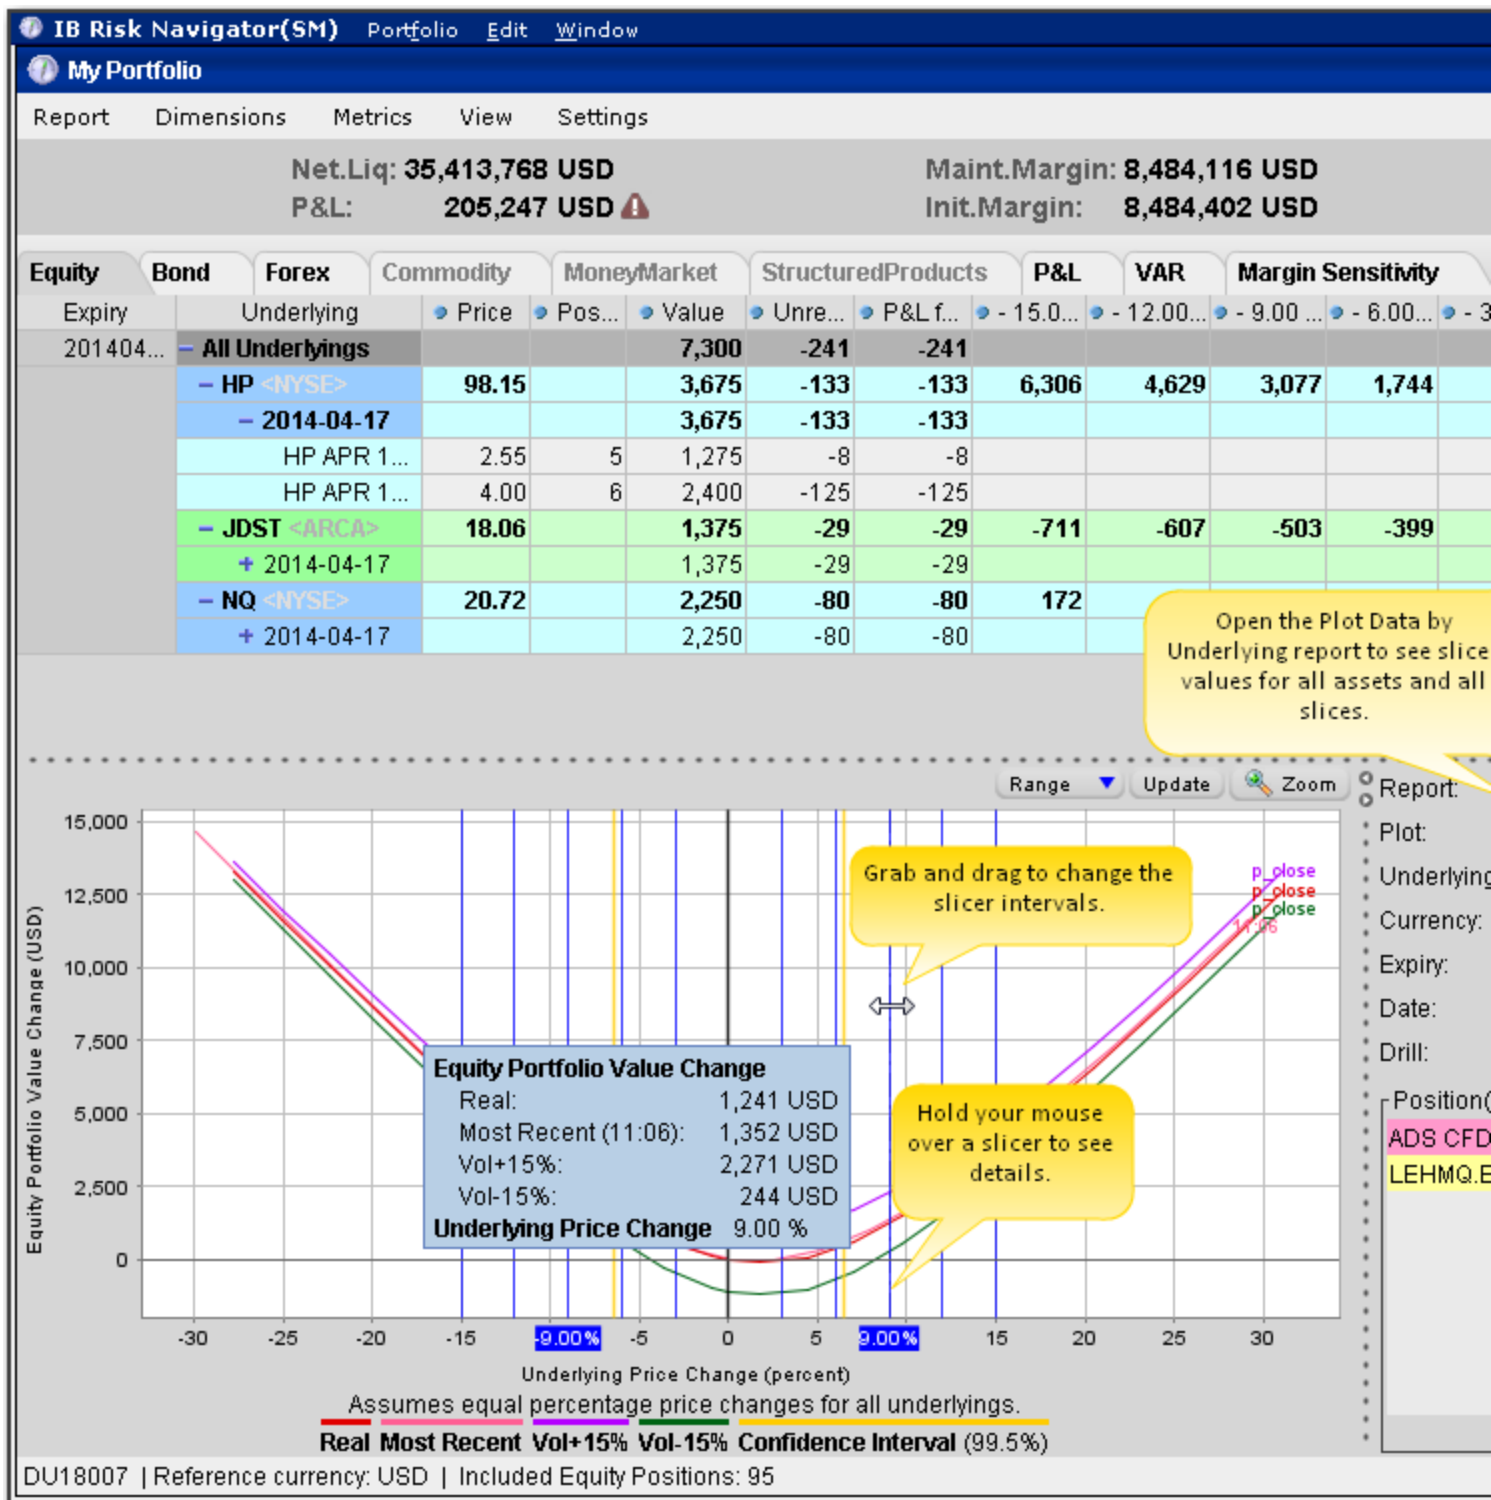 IB Risk Navigator(SM) Portfolio Edit Window
My Portfolio
Report Dimensions Metrics View Settings
Net.Liq: 35,413,768 USD Maint.Margin: 8,484,116 USD
P&L: 205,247 USD Init.Margin: 8,484,402 USD
Equity Bond Forex Commodity MoneyMarket StructuredProducts P&L VAR Margin Sensitivity
Expiry Underlying Price Pos... Value Unre... P&L f... - 15.0... - 12.00... - 9.00 ... - 6.00... - 3
201404... – All Underlyings 7,300 -241 -241
– HP <NYSE> 98.15 3,675 -133 -133 6,306 4,629 3,077 1,744
– 2014-04-17 3,675 -133 -133
HP APR 1... 2.55 5 1,275 -8 -8
HP APR 1... 4.00 6 2,400 -125 -125
– JDST <ARCA> 18.06 1,375 -29 -29 -711 -607 -503 -399
+ 2014-04-17 1,375 -29 -29
– NQ <NYSE> 20.72 2,250 -80 -80 172
+ 2014-04-17 2,250 -80 -80
Open the Plot Data by
Underlying report to see slice
values for all assets and all
slices.
Range Update Zoom
Report:
Plot:
Underlying
Currency:
Expiry:
Date:
Drill:
Position(
ADS CFD
LEHMQ.E
Equity Portfolio Value Change (USD)
15,000
12,500
10,000
7,500
5,000
2,500
0
p_close
p_close
p_close
11:06
Grab and drag to change the
slicer intervals.
Equity Portfolio Value Change
Real: 1,241 USD
Most Recent (11:06): 1,352 USD
Vol+15%: 2,271 USD
Vol-15%: 244 USD
Underlying Price Change 9.00 %
Hold your mouse
over a slicer to see
details.
-30 -25 -20 -15 -9.00% -5 0 5 9.00% 15 20 25 30
Underlying Price Change (percent)
Assumes equal percentage price changes for all underlyings.
Real Most Recent Vol+15% Vol-15% Confidence Interval (99.5%)
DU18007 | Reference currency: USD | Included Equity Positions: 95